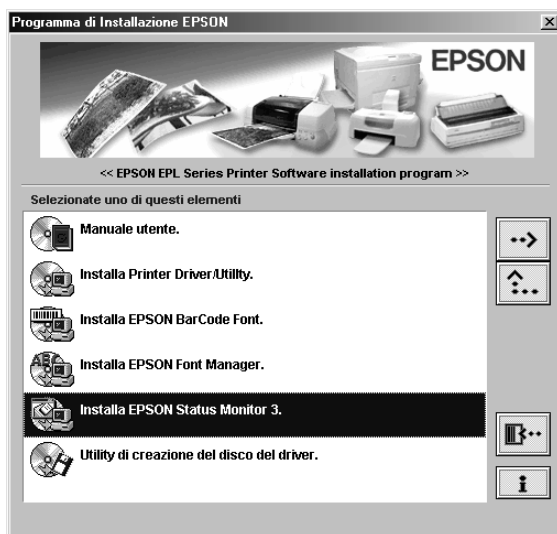 Programma di Installazione EPSON
EPSON
<< EPSON EPL Series Printer Software installation program >>
Selezionate uno di questi elementi
Manuale utente.
Installa Printer Driver/Utility.
Installa EPSON BarCode Font.
ABC
Installa EPSON Font Manager.
Installa EPSON Status Monitor 3.
Utility di creazione del disco del driver.